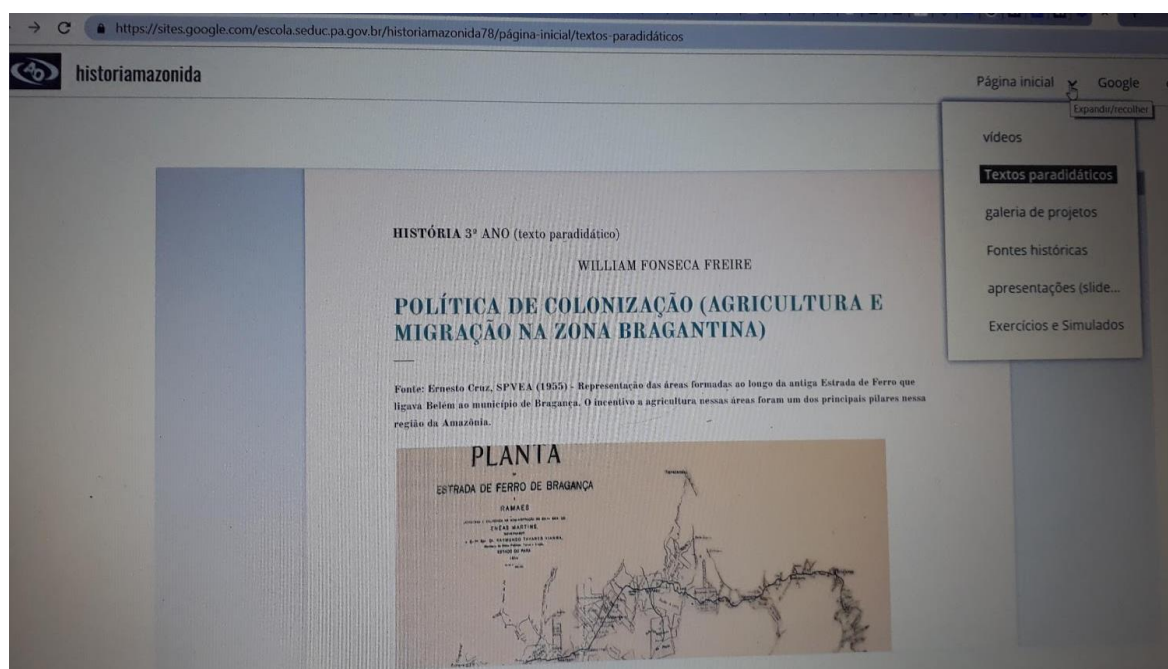 https://sites.google.com/escola.seduc.pa.gov.br/historiamazonida78/página-inicial/textos-paradidáticos
historiamazonida
Página inicial
Google
Expandir/recolher
vídeos
Textos paradidáticos
galeria de projetos
Fontes históricas
apresentações (slide...
Exercícios e Simulados
HISTÓRIA 3º ANO (texto paradidático)
WILLIAM FONSECA FREIRE
POLÍTICA DE COLONIZAÇÃO (AGRICULTURA E
MIGRAÇÃO NA ZONA BRAGANTINA)
Fonte: Ernesto Cruz, SPVEA (1955) - Representação das áreas formadas ao longo da antiga Estrada de Ferro que
ligava Belém ao município de Bragança. O incentivo a agricultura nessas áreas foram um dos principais pilares nessa
região da Amazônia.
PLANTA
ESTRADA DE FERRO DE BRAGANÇA
RAMAES
ENÉAS MARTINS